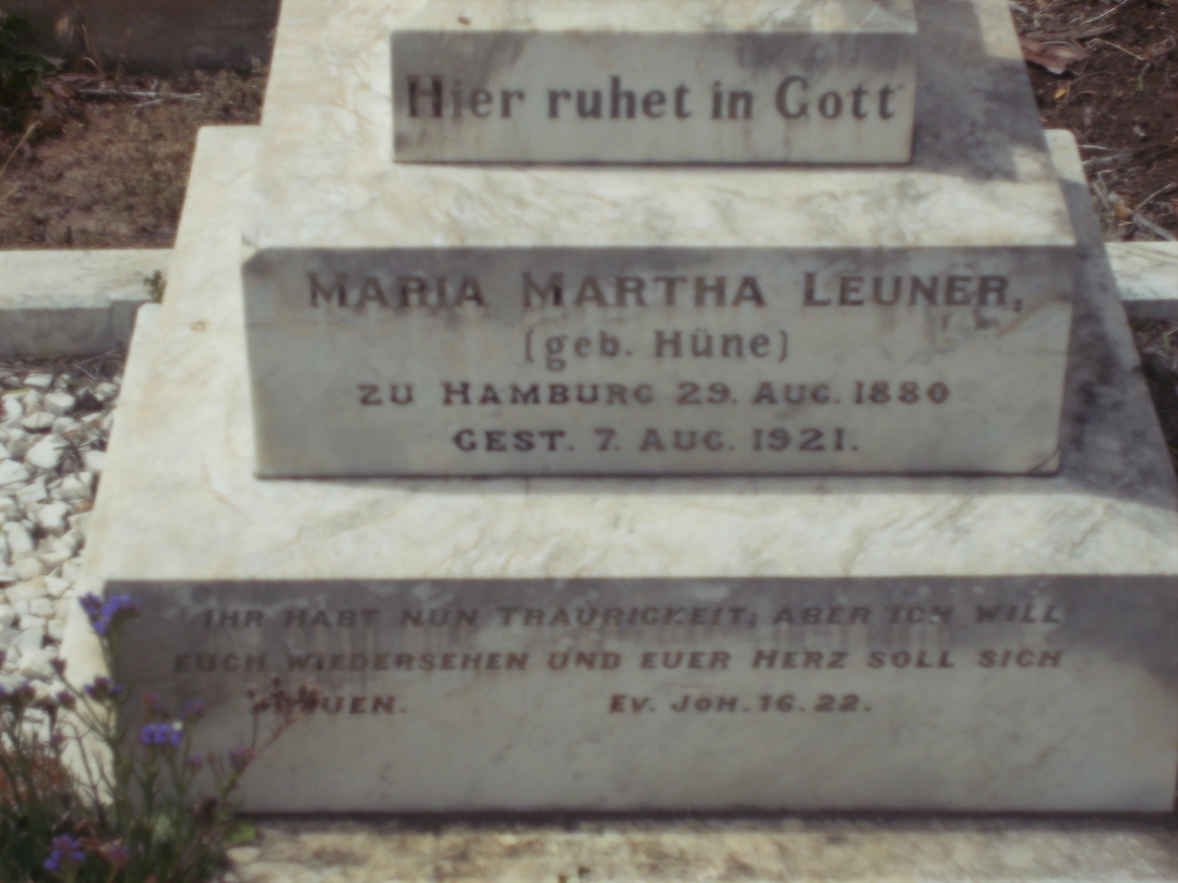 Hier ruhet in Gott
MARIA MARTHA LEUNER,
(geb. Hüne)
ZU HAMBURG 29. AUG. 1880
GEST. 7. AUG. 1921.
IHR HABT NUN TRAURIGKEIT; ABER ICH WILL
EUCH WIEDERSEHEN UND EUER HERZ SOLL SICH
EV. JOH. 16. 22.